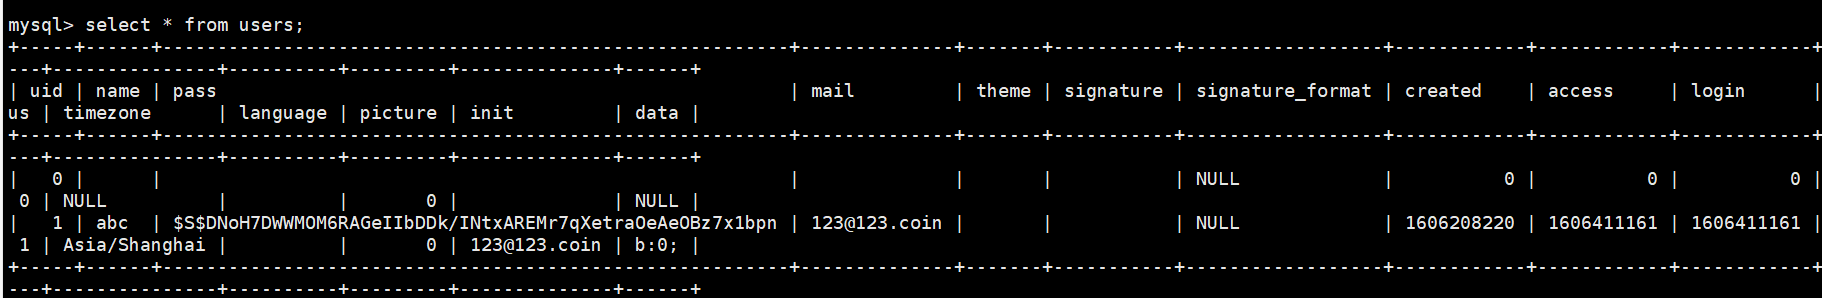 mysql> select * from users;
+-----+------+---------------------------------------------------------+--------------+-------+-----------+------------------+------------+------------+------------+
---+---------------+----------+---------+--------------+------+
| uid | name | pass                                                    | mail         | theme | signature | signature_format | created    | access     | login      |
us | timezone      | language | picture | init         | data |
+-----+------+---------------------------------------------------------+--------------+-------+-----------+------------------+------------+------------+------------+
---+---------------+----------+---------+--------------+------+
|   0 |      |                                                         |              |       |           | NULL             |          0 |          0 |          0 |
 0 | NULL          |          |       0 |              | NULL |
|   1 | abc  | $S$DNoH7DWWMOM6RAGeIIbDDk/INtxAREMr7qXetraOeAeOBz7x1bpn | 123@123.coin |       |           | NULL             | 1606208220 | 1606411161 | 1606411161 |
 1 | Asia/Shanghai |          |       0 | 123@123.coin | b:0; |
+-----+------+---------------------------------------------------------+--------------+-------+-----------+------------------+------------+------------+------------+
---+---------------+----------+---------+--------------+------+